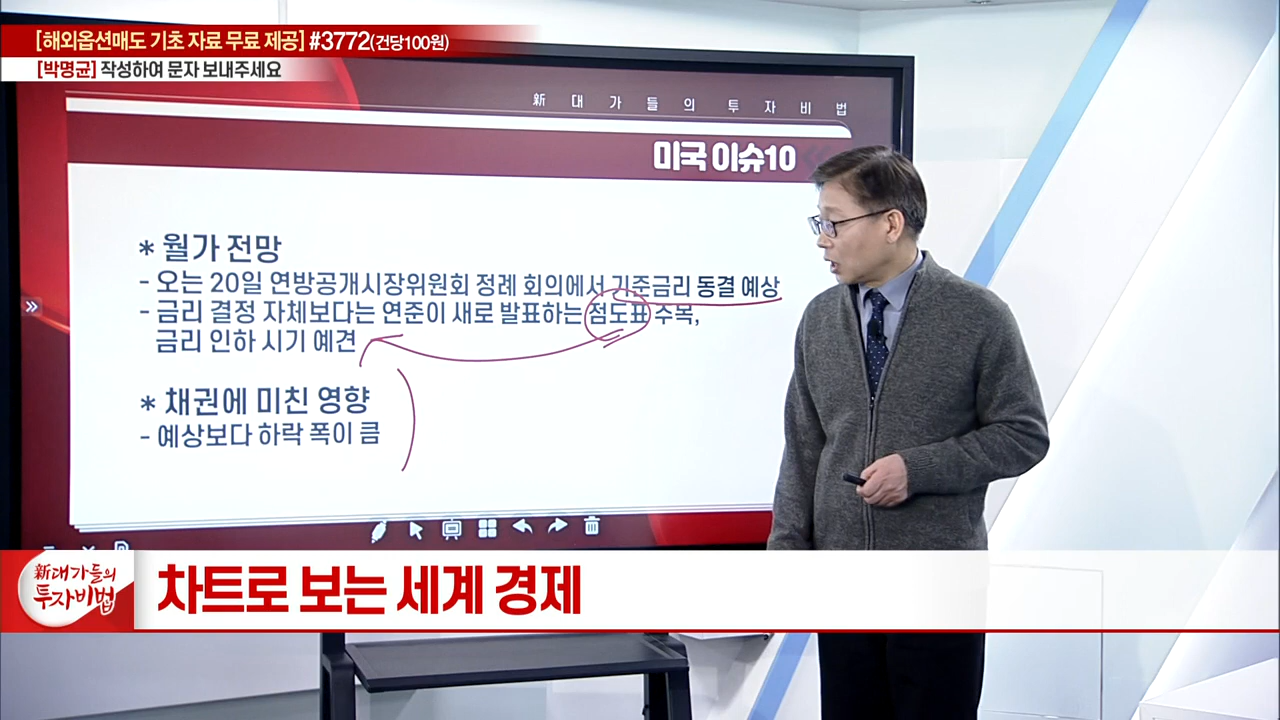 [해외옵션매도 기초 자료 무료 제공] #3772(건당100원)
[박명균] 작성하여 문자 보내주세요
新 대 가 들 의 투 자 비 법
미국 이슈10
* 월가 전망
- 오는 20일 연방공개시장위원회 정례 회의에서 기준금리 동결 예상
- 금리 결정 자체보다는 연준이 새로 발표하는 점도표 주목,
금리 인하 시기 예견
* 채권에 미친 영향
- 예상보다 하락 폭이 큼
新대가들의
투자비법
차트로 보는 세계 경제